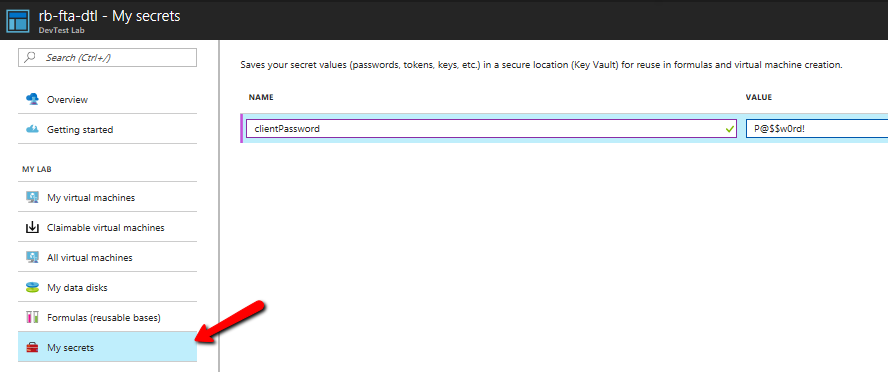 rb-fta-dtl - My secrets
DevTest Lab
Search (Ctrl+/)
Overview
Getting started
MY LAB
My virtual machines
Claimable virtual machines
All virtual machines
My data disks
Formulas (reusable bases)
My secrets
Saves your secret values (passwords, tokens, keys, etc.) in a secure location (Key Vault) for reuse in formulas and virtual machine creation.
NAME VALUE
clientPassword P@$$w0rd!